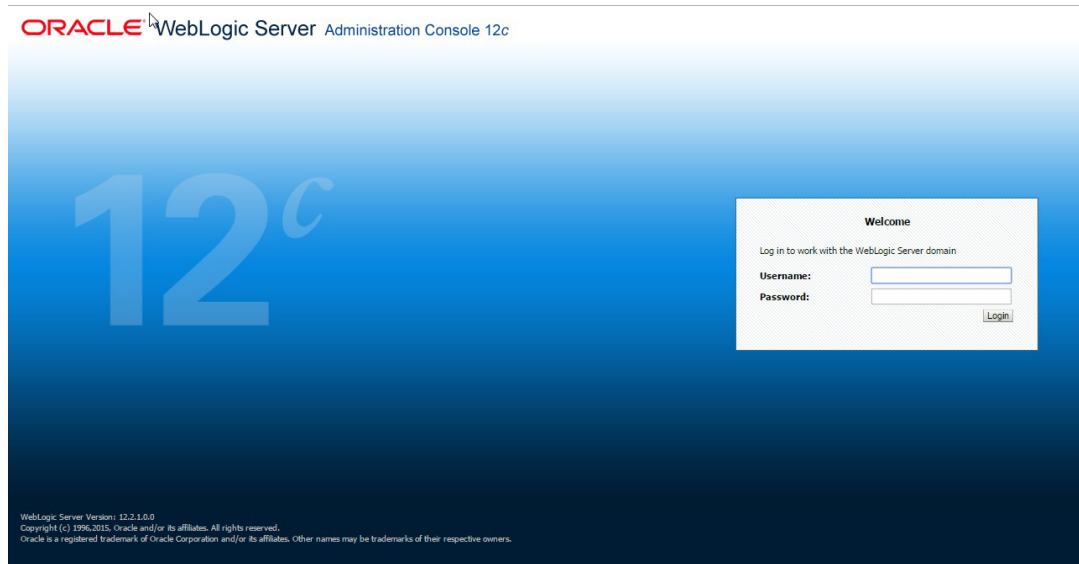 ORACLE WebLogic Server Administration Console 12c
12c
Welcome
Log in to work with the WebLogic Server domain
Username:
Password:
Login
WebLogic Server Version: 12.2.1.0.0
Copyright (c) 1996,2015, Oracle and/or its affiliates. All rights reserved.
Oracle is a registered trademark of Oracle Corporation and/or its affiliates. Other names may be trademarks of their respective owners.